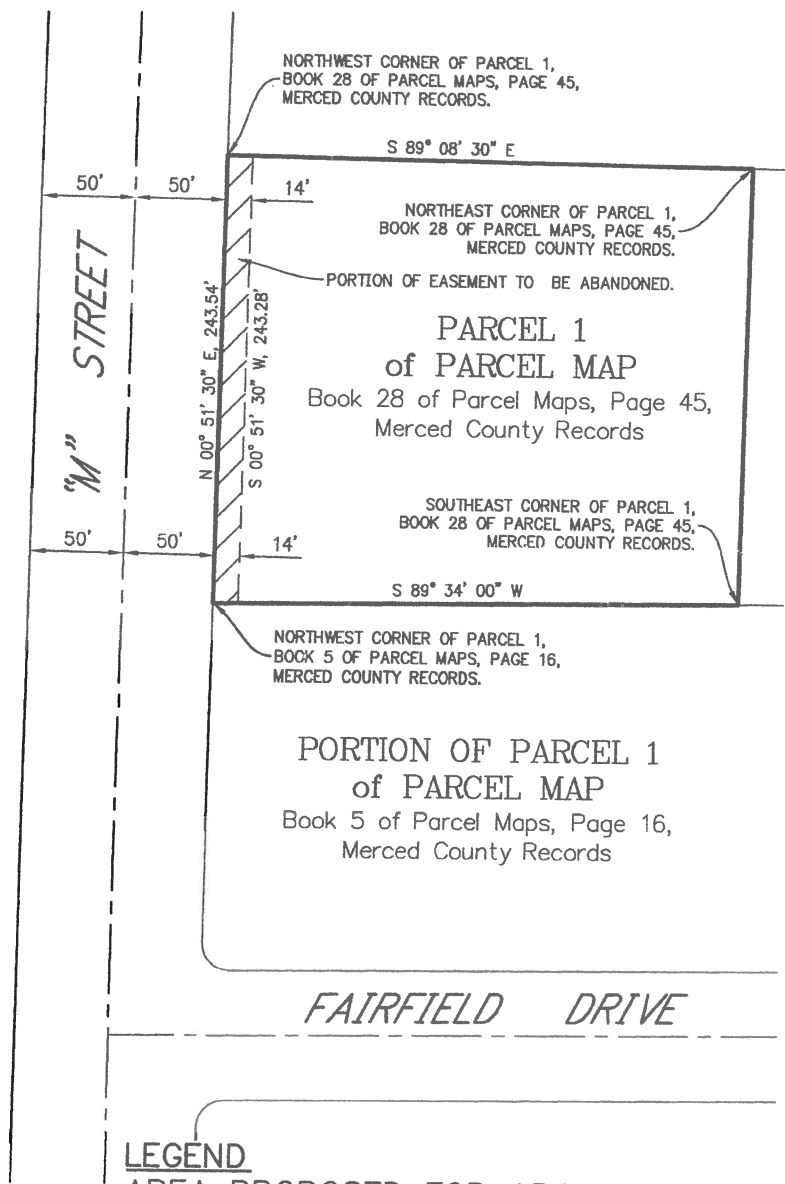 NORTHWEST CORNER OF PARCEL 1,
BOOK 28 OF PARCEL MAPS, PAGE 45,
MERCED COUNTY RECORDS.
S 89° 08' 30" E
50'
50'
14'
NORTHEAST CORNER OF PARCEL 1,
BOOK 28 OF PARCEL MAPS, PAGE 45,
MERCED COUNTY RECORDS.
PORTION OF EASEMENT TO BE ABANDONED.
"M" STREET
N 00° 51' 30" E, 243.54'
S 00° 51' 30" W, 243.28'
PARCEL 1
of PARCEL MAP
Book 28 of Parcel Maps, Page 45,
Merced County Records
SOUTHEAST CORNER OF PARCEL 1,
BOOK 28 OF PARCEL MAPS, PAGE 45,
MERCED COUNTY RECORDS.
50'
50'
14'
S 89° 34' 00" W
NORTHWEST CORNER OF PARCEL 1,
BOOK 5 OF PARCEL MAPS, PAGE 16,
MERCED COUNTY RECORDS.
PORTION OF PARCEL 1
of PARCEL MAP
Book 5 of Parcel Maps, Page 16,
Merced County Records
FAIRFIELD DRIVE
LEGEND
AREA PROPOSED FOR